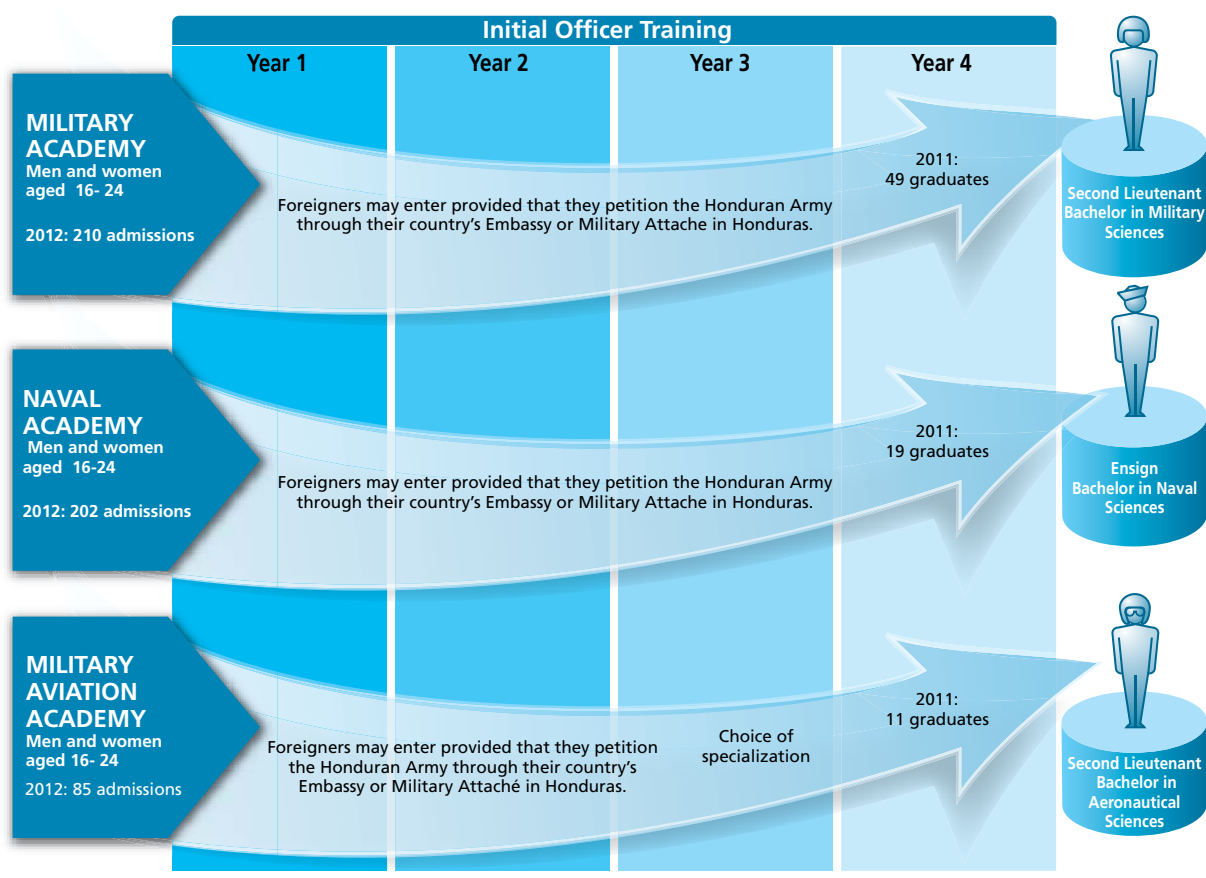 Initial Officer Training
Year 1
Year 2
Year 3
Year 4
MILITARY
ACADEMY
Men and women
aged 16- 24
2012: 210 admissions
Foreigners may enter provided that they petition the Honduran Army
through their country's Embassy or Military Attache in Honduras.
2011:
49 graduates
Second Lieutenant
Bachelor in Military
Sciences
NAVAL
ACADEMY
Men and women
aged 16-24
2012: 202 admissions
Foreigners may enter provided that they petition the Honduran Army
through their country's Embassy or Military Attache in Honduras.
2011:
19 graduates
Ensign
Bachelor in Naval
Sciences
MILITARY
AVIATION
ACADEMY
Men and women
aged 16- 24
2012: 85 admissions
Foreigners may enter provided that they petition
the Honduran Army through their country's
Embassy or Military Attaché in Honduras.
Choice of
specialization
2011:
11 graduates
Second Lieutenant
Bachelor in
Aeronautical
Sciences